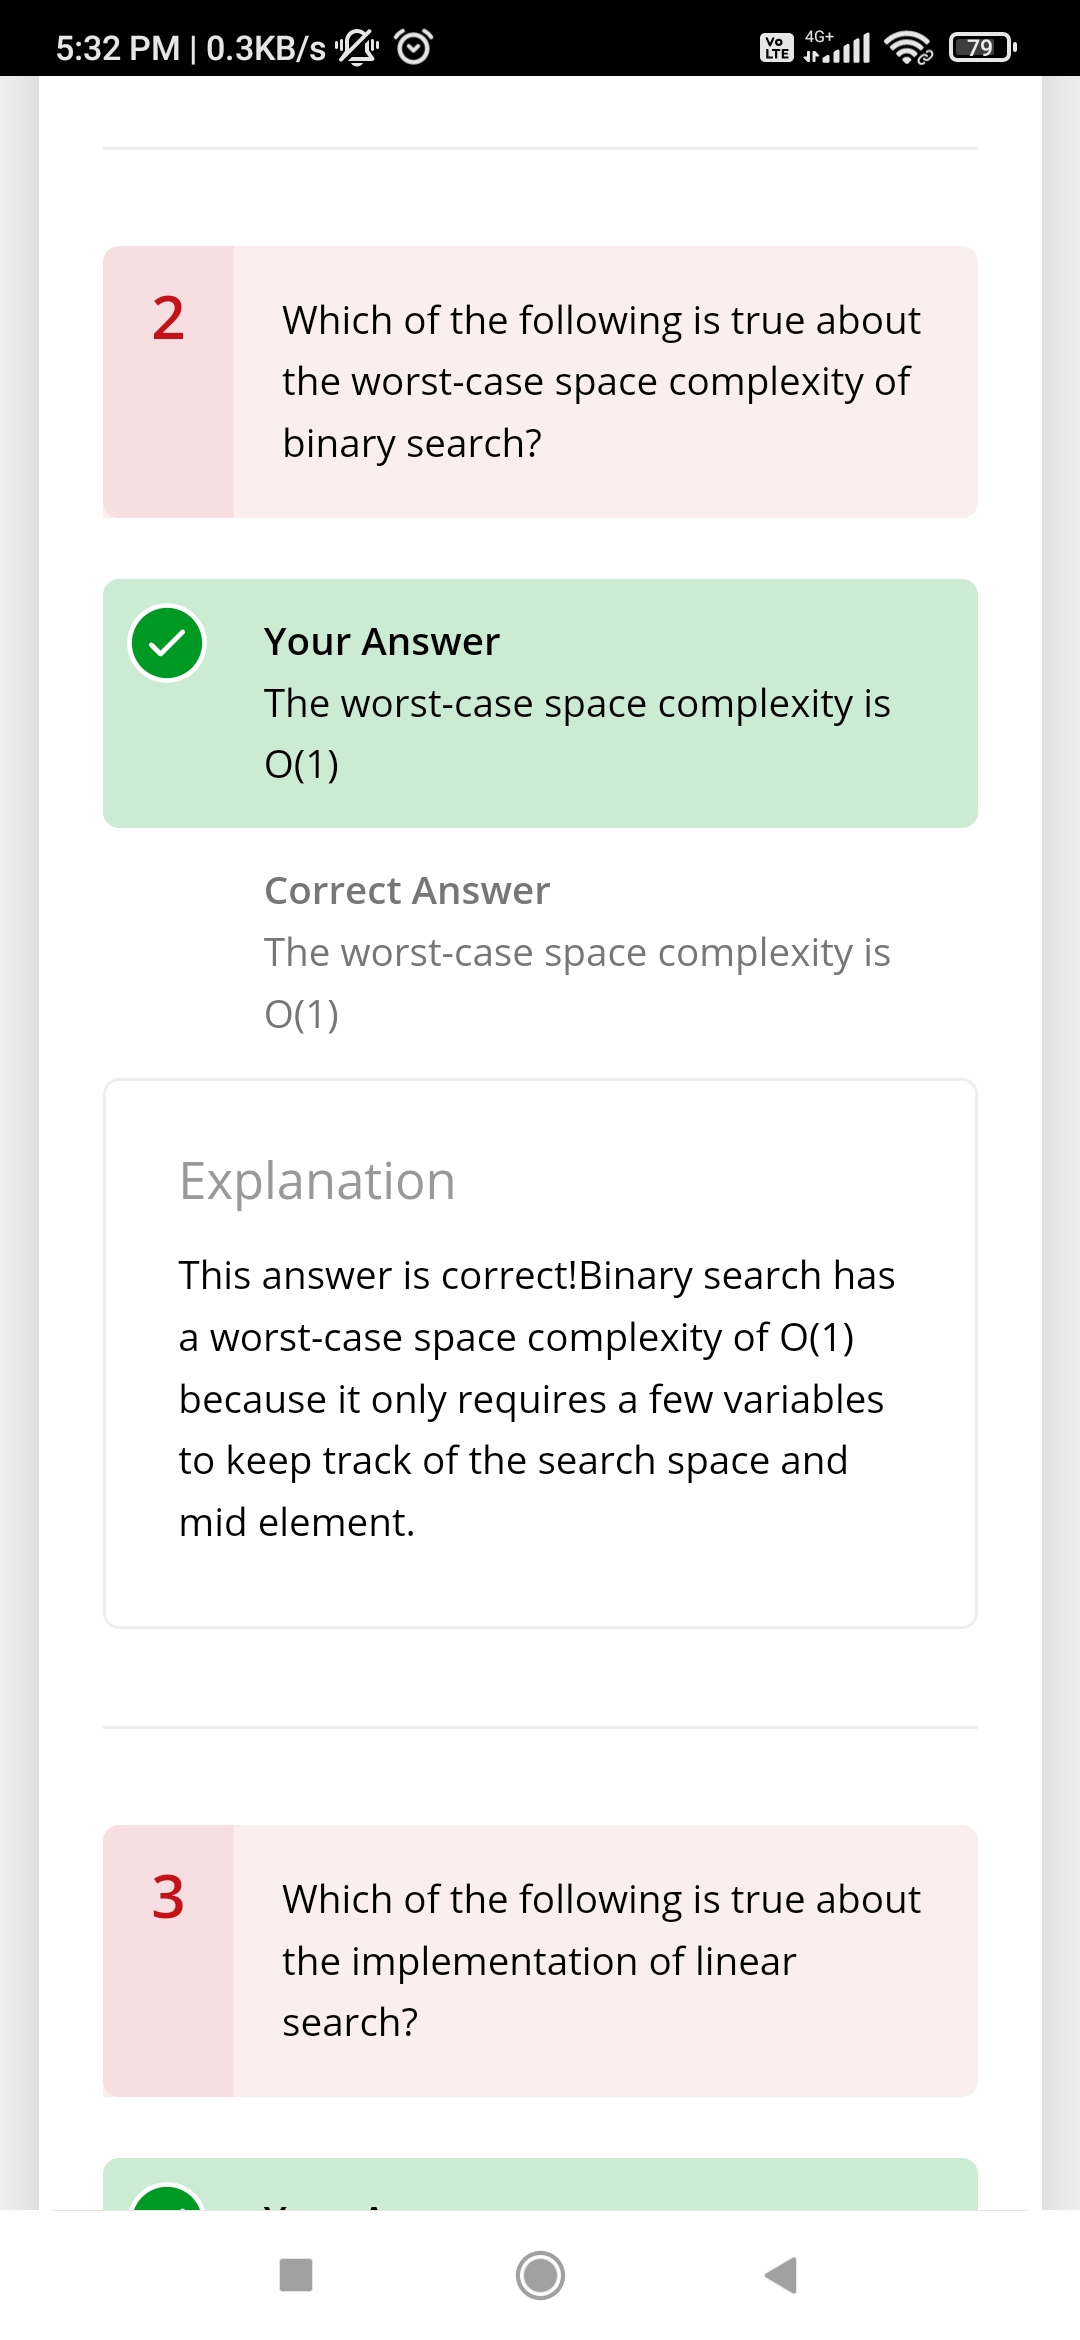 5:32 PM | 0.3KB/s
Vo LTE 4G+ 79
2
Which of the following is true about
the worst-case space complexity of
binary search?
Your Answer
The worst-case space complexity is
O(1)
Correct Answer
The worst-case space complexity is
O(1)
Explanation
This answer is correct!Binary search has
a worst-case space complexity of O(1)
because it only requires a few variables
to keep track of the search space and
mid element.
3
Which of the following is true about
the implementation of linear
search?